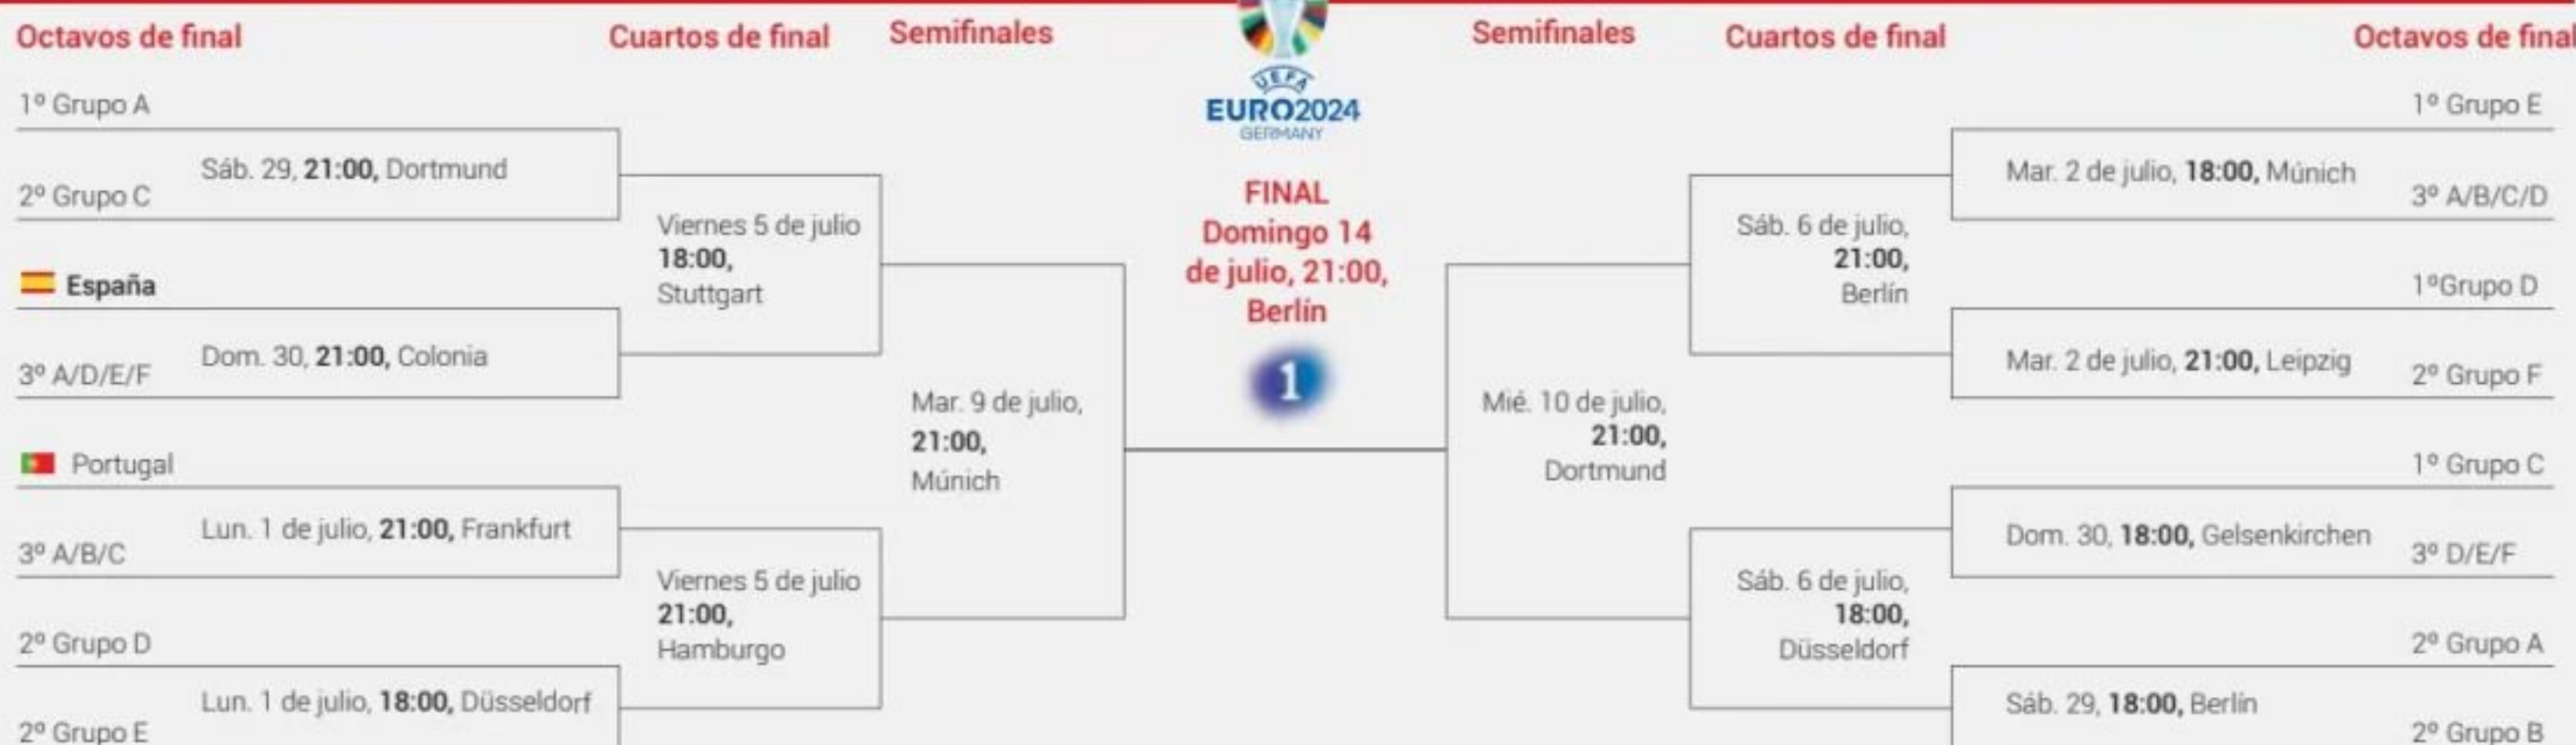 Octavos de final
Cuartos de final
Semifinales
Semifinales
Cuartos de final
Octavos de final
UEFA
EURO2024
GERMANY
1º Grupo A
Sáb. 29, 21:00, Dortmund
2º Grupo C
España
Dom. 30, 21:00, Colonia
3º A/D/E/F
Portugal
Lun. 1 de julio, 21:00, Frankfurt
3º A/B/C
2º Grupo D
Lun. 1 de julio, 18:00, Düsseldorf
2º Grupo E
Viernes 5 de julio
18:00,
Stuttgart
Viernes 5 de julio
21:00,
Hamburgo
Mar. 9 de julio,
21:00,
Múnich
FINAL
Domingo 14
de julio, 21:00,
Berlín
1
Mié. 10 de julio,
21:00,
Dortmund
Sáb. 6 de julio,
21:00,
Berlín
Sáb. 6 de julio,
18:00,
Düsseldorf
1º Grupo E
Mar. 2 de julio, 18:00, Múnich
3º A/B/C/D
1ºGrupo D
Mar. 2 de julio, 21:00, Leipzig
2º Grupo F
1º Grupo C
Dom. 30, 18:00, Gelsenkirchen
3º D/E/F
2º Grupo A
Sáb. 29, 18:00, Berlín
2º Grupo B